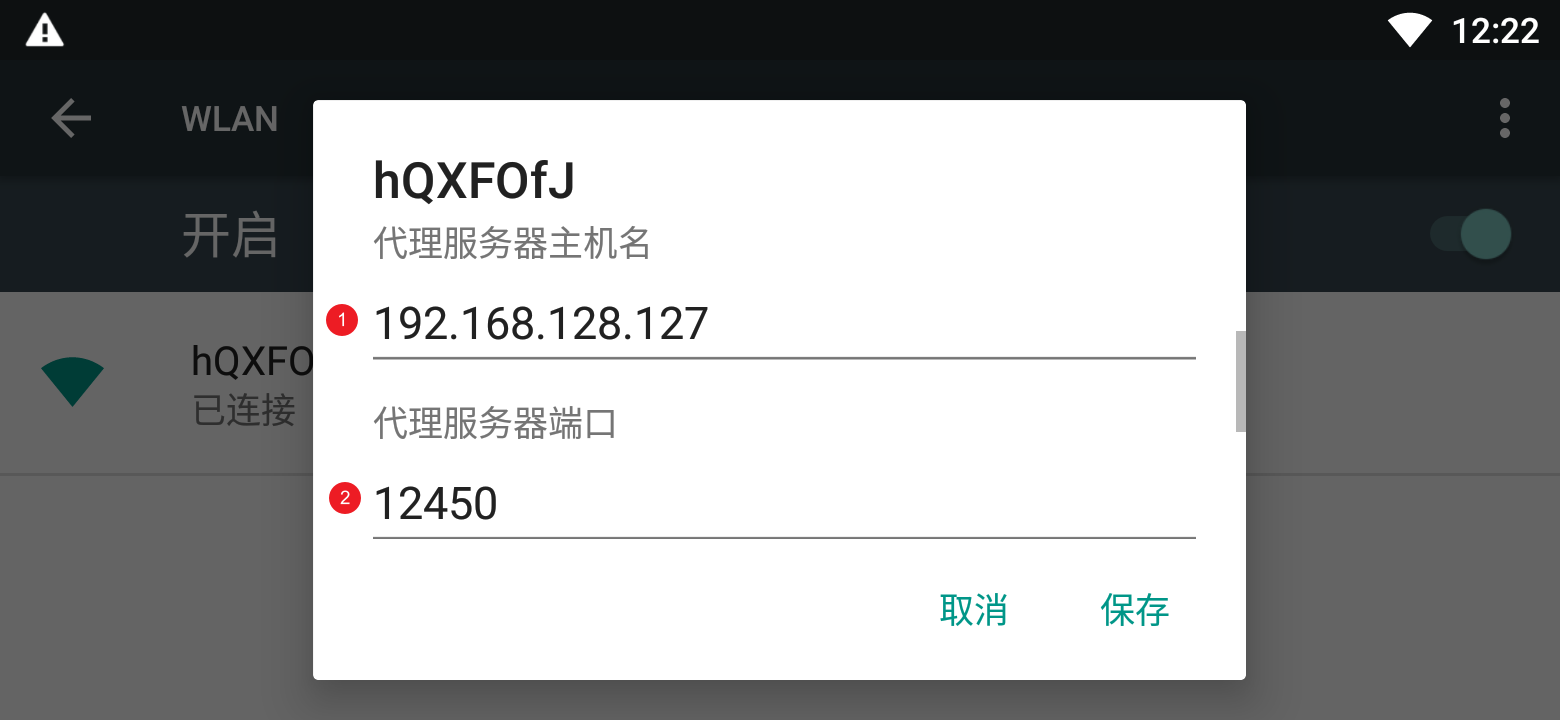 12:22
WLAN
开启
hQXFO
已连接
hQXFOfJ
代理服务器主机名
1 192.168.128.127
代理服务器端口
2 12450
取消 保存